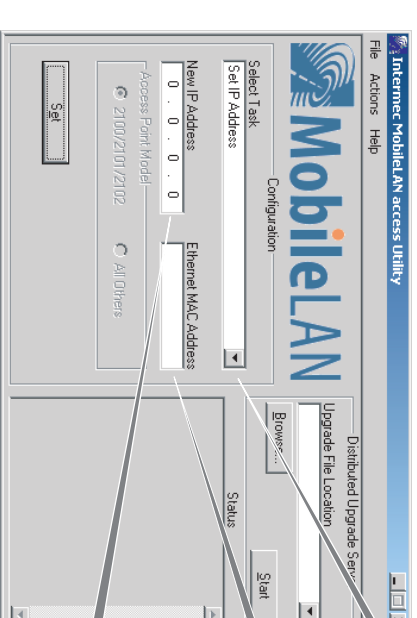 Intermec MobileLAN access Utility
File Actions Help
MobileLAN
Configuration
Select Task
Set IP Address
New IP Address
0 . 0 . 0 . 0
Ethernet MAC Address
Access Point Model
2100/2101/2102
All Others
Set
Distributed Upgrade Serv
Upgrade File Location
Browse...
Start
Status